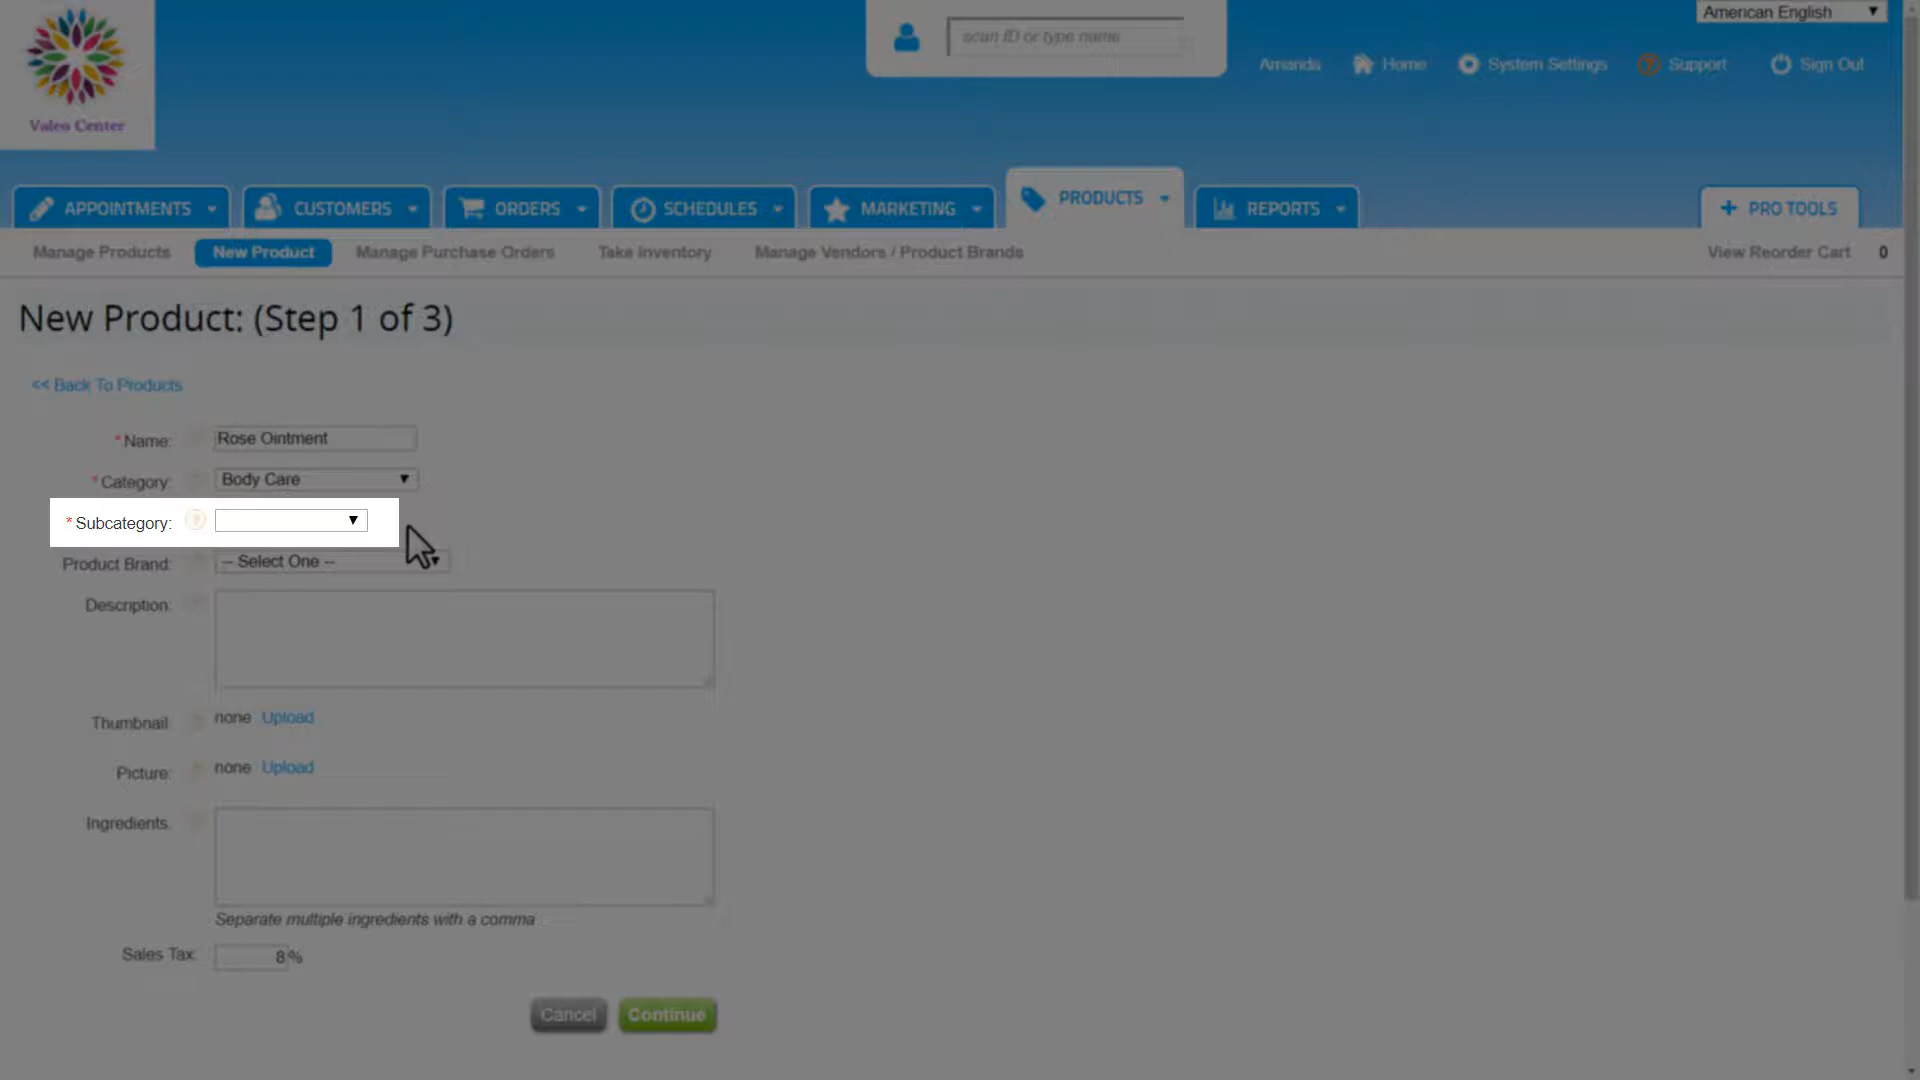 American English
scan ID or type name
Amanda Home System Settings Support Sign Out
Valeo Center
APPOINTMENTS CUSTOMERS ORDERS SCHEDULES MARKETING PRODUCTS REPORTS PRO TOOLS
Manage Products New Product Manage Purchase Orders Take Inventory Manage Vendors / Product Brands View Reorder Cart 0
New Product: (Step 1 of 3)
<< Back To Products
*Name: Rose Ointment
*Category: Body Care
*Subcategory: ?
Product Brand: -- Select One --
Description:
Thumbnail: none Upload
Picture: none Upload
Ingredients:
Separate multiple ingredients with a comma
Sales Tax: 8%
Cancel Continue